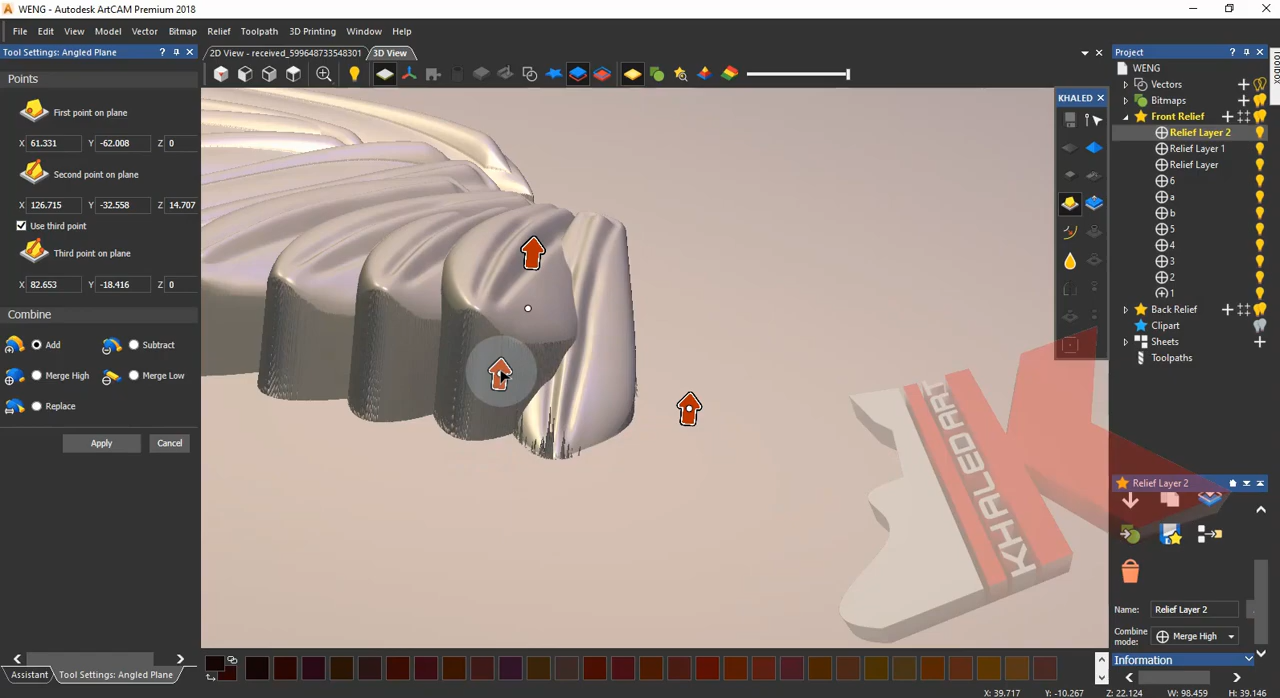 WENG - Autodesk ArtCAM Premium 2018
File Edit View Model Vector Bitmap Relief Toolpath 3D Printing Window Help
Tool Settings: Angled Plane
2D View - received_599648733548301
3D View
Points
First point on plane
X 61.331 Y -62.008 Z 0
Second point on plane
X 126.715 Y -32.558 Z 14.707
Use third point
Third point on plane
X 82.653 Y -18.416 Z 0
Combine
Add Subtract
Merge High Merge Low
Replace
Apply Cancel
Assistant
Tool Settings: Angled Plane
KHALED
KHALED ART
Project
Toolbox
WENG
Vectors
Bitmaps
Front Relief
Relief Layer 2
Relief Layer 1
Relief Layer
6
a
b
5
4
3
2
1
Back Relief
Clipart
Sheets
Toolpaths
Relief Layer 2
Name: Relief Layer 2
Combine mode: Merge High
Information
X: 39.717 Y: -10.267 Z: 22.124 W: 98.459 H: 39.146